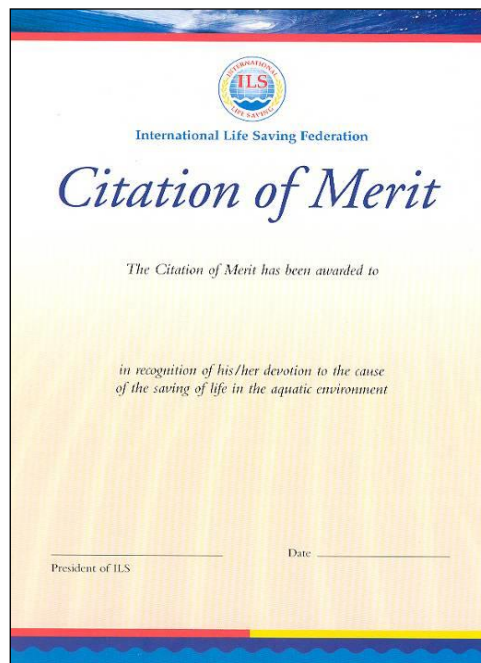 INTERNATIONAL
ILS
LIFE SAVING
International Life Saving Federation
Citation of Merit
The Citation of Merit has been awarded to
in recognition of his/her devotion to the cause
of the saving of life in the aquatic environment
Date
President of ILS